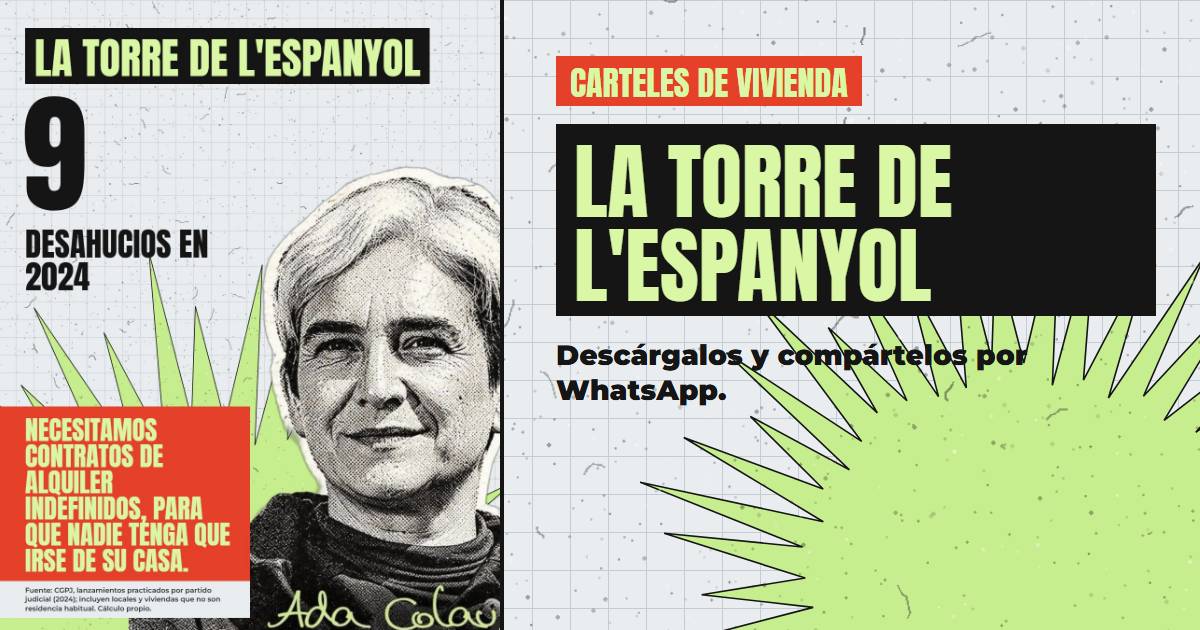 LA TORRE DE L'ESPANYOL
9
DESAHUCIOS EN
2024
NECESITAMOS
CONTRATOS DE
ALQUILER
INDEFINIDOS, PARA
QUE NADIE TENGA QUE
IRSE DE SU CASA.
Fuente: CGPJ, lanzamientos practicados por partido
judicial (2024); incluyen locales y viviendas que no son
residencia habitual. Cálculo propio.
Ada Colau
CARTELES DE VIVIENDA
LA TORRE DE
L'ESPANYOL
Descárgalos y compártelos por
WhatsApp.